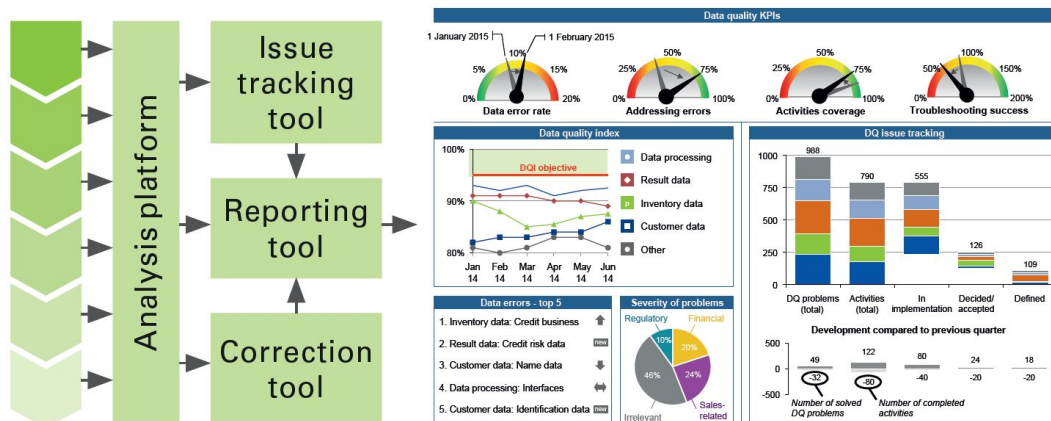 Analysis platform
Issue
tracking
tool
Reporting
tool
Correction
tool
Data quality KPIs
1 January 2015
1 February 2015
0%
5%
10%
15%
20%
Data error rate
0%
25%
50%
75%
100%
Addressing errors
0%
25%
50%
75%
100%
Activities coverage
0%
50%
100%
150%
200%
Troubleshooting success
Data quality index
100%
90%
80%
DQI objective
Jan
14
Feb
14
Mar
14
Apr
14
May
14
Jun
14
Data processing
Result data
P Inventory data
Customer data
Other
Data errors - top 5
1. Inventory data: Credit business
2. Result data: Credit risk data new
3. Customer data: Name data
4. Data processing: Interfaces
5. Customer data: Identification data new
Severity of problems
Regulatory
Financial
10%
20%
46%
24%
Irrelevant
Sales-
related
DQ issue tracking
1000
750
500
250
0
988
790
555
126
109
DQ problems
(total)
Activities
(total)
In
implementation
Decided/
accepted
Defined
Development compared to previous quarter
500
0
-500
49
122
80
24
18
-32
-80
-40
-20
-20
Number of solved
DQ problems
Number of completed
activities